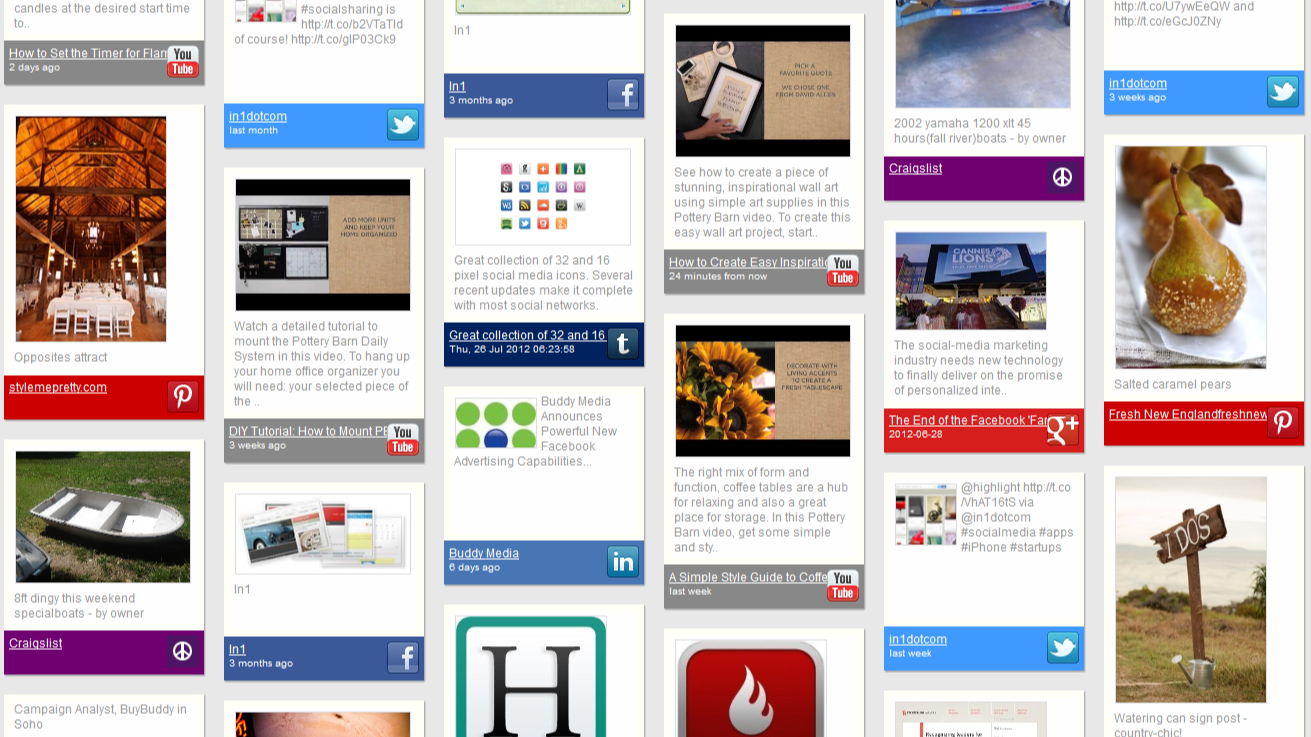 candles at the desired start time
to..
How to Set the Timer for Flam
2 days ago
You
Tube
Opposites attract
stylemepretty.com
8ft dingy this weekend
specialboats - by owner
Craigslist
Campaign Analyst, BuyBuddy in
Soho
#socialsharing is
http://t.co/b2VTaTId
of course! http://t.co/glP03Ck9
in1dotcom
last month
ADD MORE UNITS
AND KEEP YOUR
HOME ORGANIZED
Watch a detailed tutorial to
mount the Pottery Barn Daily
System in this video. To hang up
your home office organizer you
will need: your selected piece of
the ..
DIY Tutorial: How to Mount PB
3 weeks ago
You
Tube
In1
In1
3 months ago
In1
In1
3 months ago
Great collection of 32 and 16
pixel social media icons. Several
recent updates make it complete
with most social networks.
Great collection of 32 and 16
Thu, 26 Jul 2012 06:23:58
Buddy Media
Announces
Powerful New
Facebook
Advertising Capabilities...
Buddy Media
6 days ago
in
H
PICK A
FAVORITE QUOTE
WE CHOSE ONE
FROM DAVID ALLEN
See how to create a piece of
stunning, inspirational wall art
using simple art supplies in this
Pottery Barn video. To create this
easy wall art project, start..
How to Create Easy Inspiratio
24 minutes from now
You
Tube
DECORATE WITH
LIVING ACCENTS
TO CREATE A
FRESH TABLESCAPE
The right mix of form and
function, coffee tables are a hub
for relaxing and also a great
place for storage. In this Pottery
Barn video, get some simple
and sty..
A Simple Style Guide to Coffe
last week
You
Tube
2002 yamaha 1200 xlt 45
hours(fall river)boats - by owner
Craigslist
CANNES
LIONS
The social-media marketing
industry needs new technology
to finally deliver on the promise
of personalized inte..
The End of the Facebook 'Fan
2012-06-28
g+
@highlight http://t.co
/VhAT16tS via
@in1dotcom
#socialmedia #apps
#iPhone #startups
in1dotcom
last week
http://t.co/U7ywEeQW and
http://t.co/eGcJ0ZNy
in1dotcom
3 weeks ago
Salted caramel pears
Fresh New Englandfreshnew
I DOS
Watering can sign post -
country-chic!